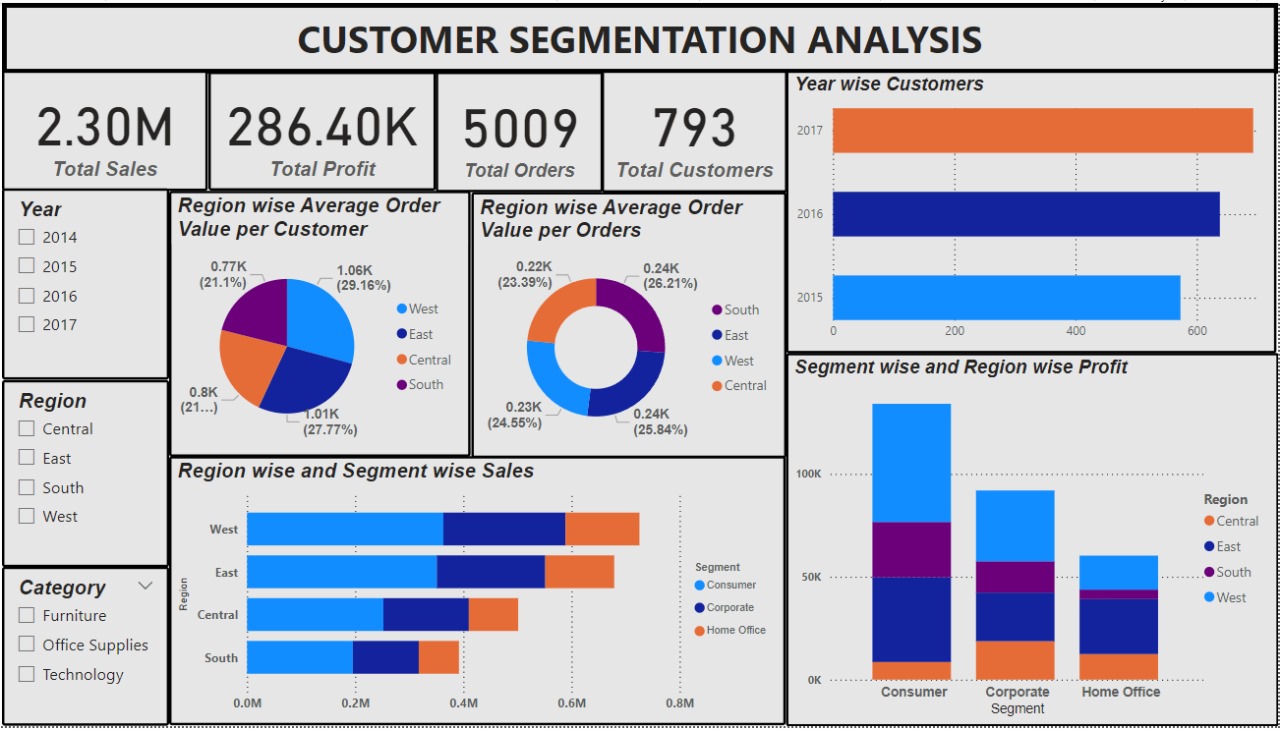 CUSTOMER SEGMENTATION ANALYSIS
2.30M
Total Sales
286.40K
Total Profit
5009
Total Orders
793
Total Customers
Year wise Customers
2017
2016
2015
0
200
400
600
Year
2014
2015
2016
2017
Region wise Average Order
Value per Customer
0.77K
(21.1%)
1.06K
(29.16%)
0.8K
(21...)
1.01K
(27.77%)
West
East
Central
South
Region wise Average Order
Value per Orders
0.22K
(23.39%)
0.24K
(26.21%)
0.23K
(24.55%)
0.24K
(25.84%)
South
East
West
Central
Region
Central
East
South
West
Category
Furniture
Office Supplies
Technology
Region wise and Segment wise Sales
Region
West
East
Central
South
0.0M
0.2M
0.4M
0.6M
0.8M
Segment
Consumer
Corporate
Home Office
Segment wise and Region wise Profit
100K
50K
0K
Consumer
Corporate
Home Office
Segment
Region
Central
East
South
West